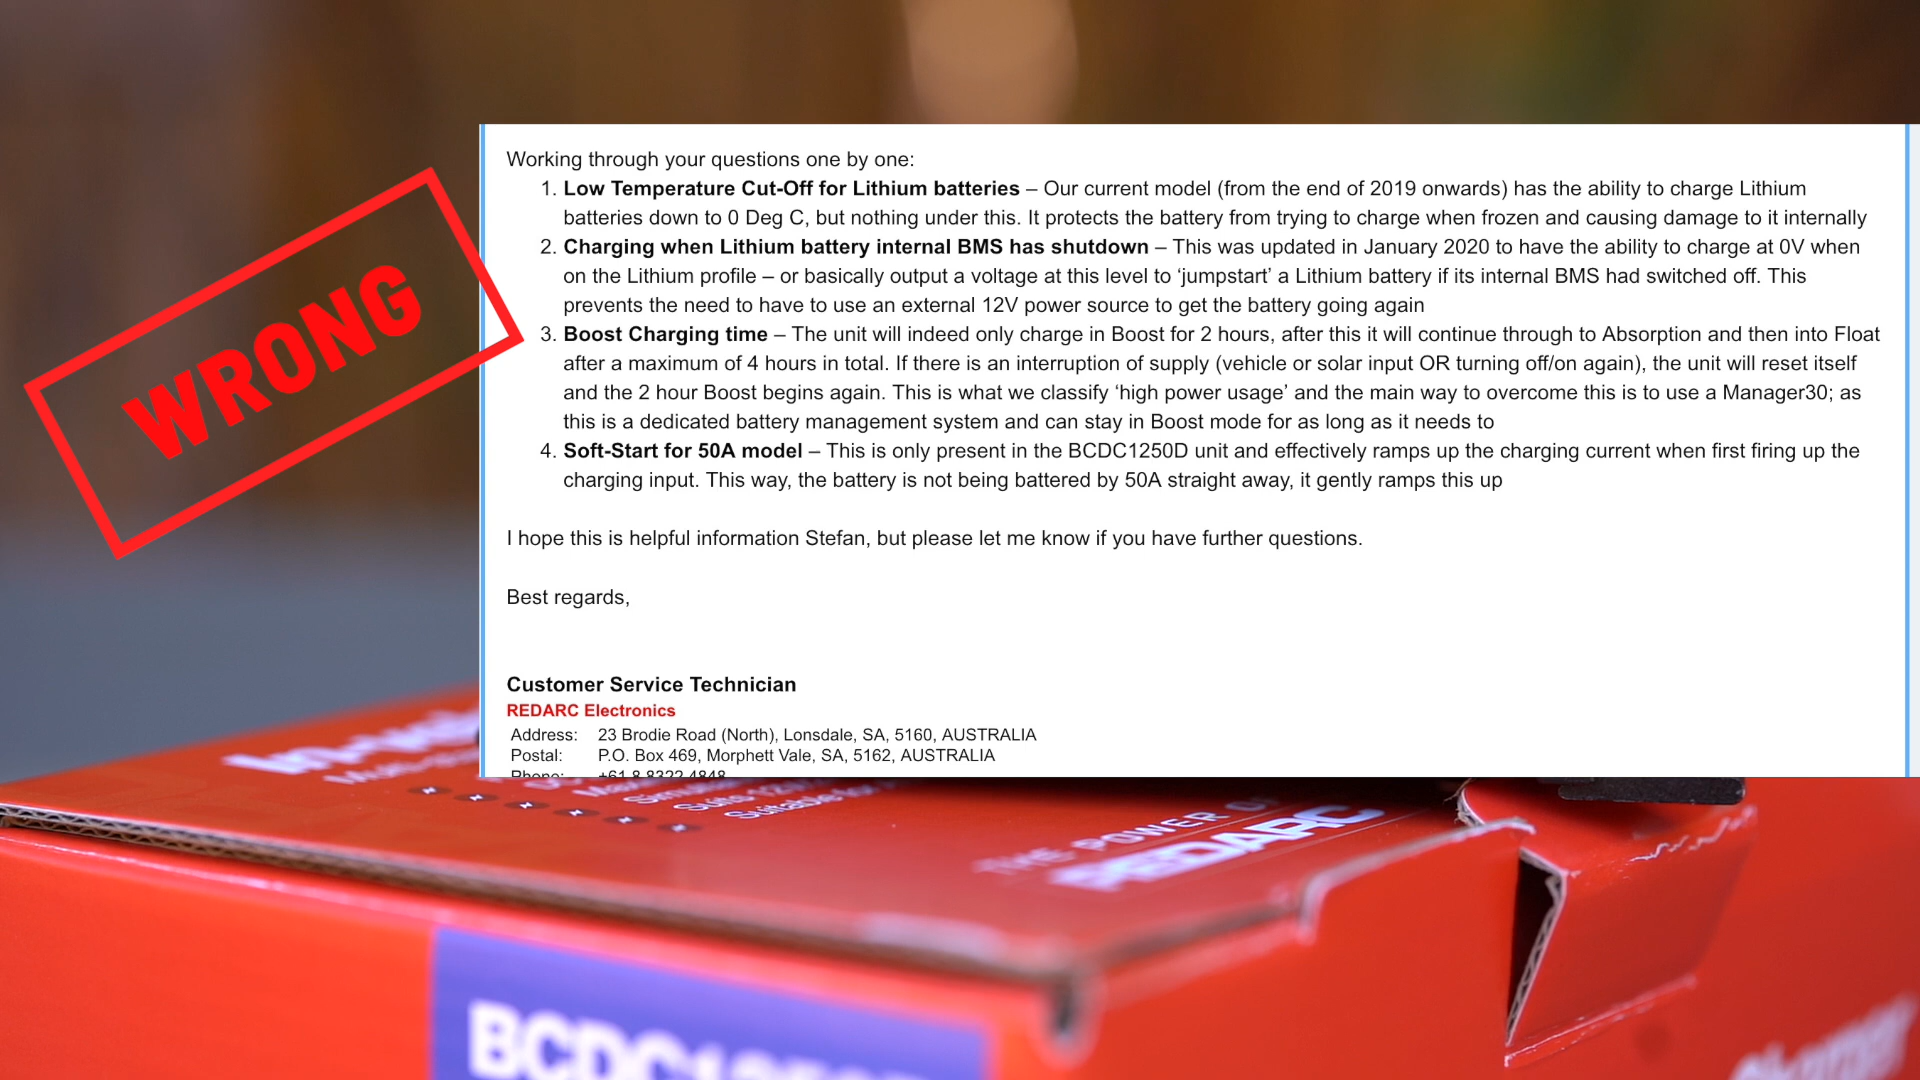 Working through your questions one by one:
1. Low Temperature Cut-Off for Lithium batteries – Our current model (from the end of 2019 onwards) has the ability to charge Lithium
batteries down to 0 Deg C, but nothing under this. It protects the battery from trying to charge when frozen and causing damage to it internally
2. Charging when Lithium battery internal BMS has shutdown – This was updated in January 2020 to have the ability to charge at 0V when
on the Lithium profile – or basically output a voltage at this level to ‘jumpstart’ a Lithium battery if its internal BMS had switched off. This
prevents the need to have to use an external 12V power source to get the battery going again
3. Boost Charging time – The unit will indeed only charge in Boost for 2 hours, after this it will continue through to Absorption and then into Float
after a maximum of 4 hours in total. If there is an interruption of supply (vehicle or solar input OR turning off/on again), the unit will reset itself
and the 2 hour Boost begins again. This is what we classify ‘high power usage’ and the main way to overcome this is to use a Manager30; as
this is a dedicated battery management system and can stay in Boost mode for as long as it needs to
4. Soft-Start for 50A model – This is only present in the BCDC1250D unit and effectively ramps up the charging current when first firing up the
charging input. This way, the battery is not being battered by 50A straight away, it gently ramps this up
I hope this is helpful information Stefan, but please let me know if you have further questions.
Best regards,
Customer Service Technician
REDARC Electronics
Address: 23 Brodie Road (North), Lonsdale, SA, 5160, AUSTRALIA
Postal: P.O. Box 469, Morphett Vale, SA, 5162, AUSTRALIA
Phone: +61 8 8322 4848
WRONG
THE POWER OF
REDARC